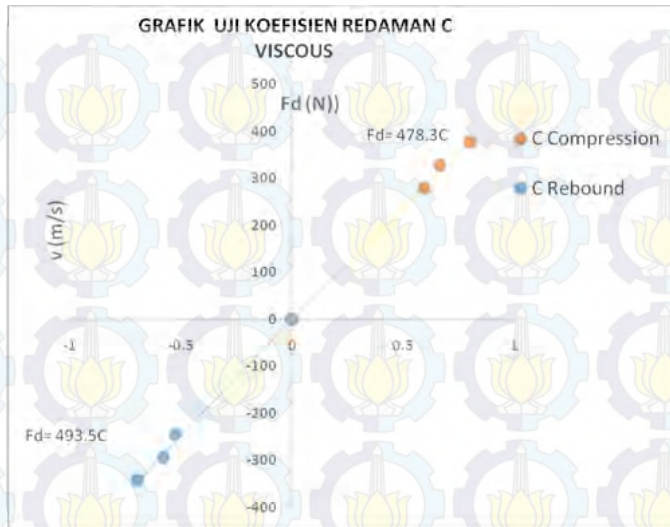 GRAFIK UJI KOEFISIEN REDAMAN C
VISCOUS
500
Fd (N))
400
Fd= 478.3C
C Compression
300
C Rebound
200
v (m/s)
100
0
-1
-0.5
0
0.5
1
-100
-200
Fd= 493.5C
-300
-400